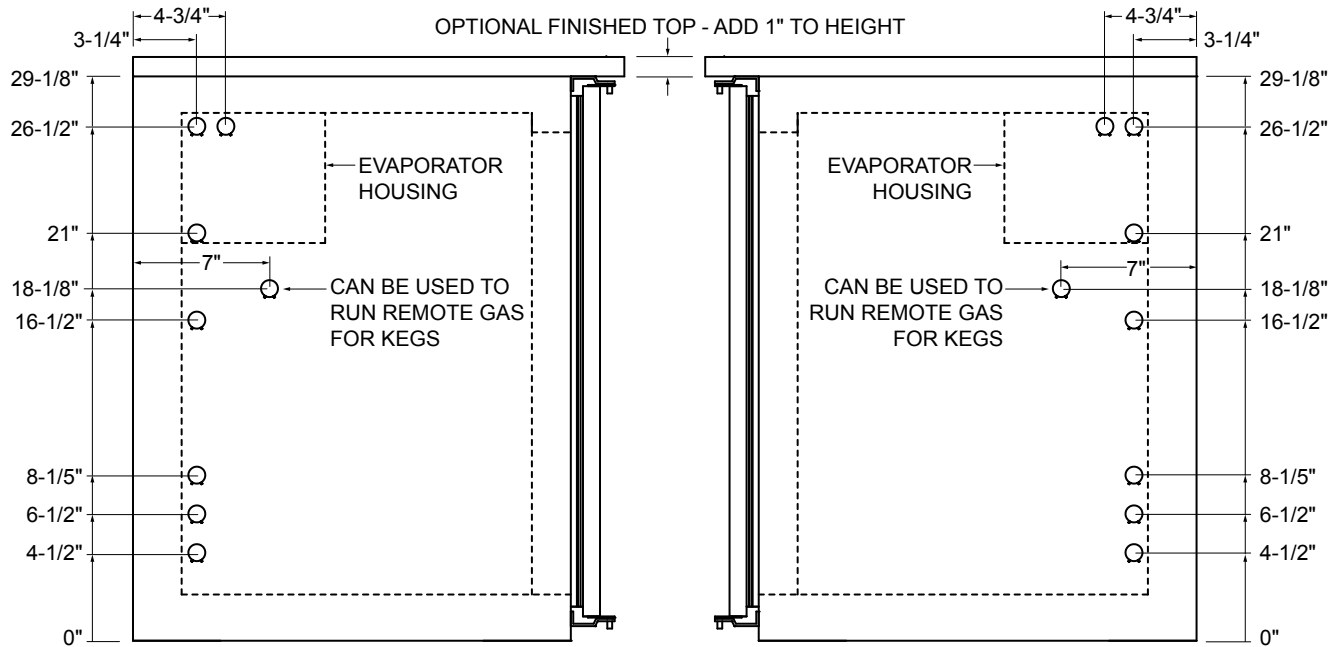 4-3/4"
OPTIONAL FINISHED TOP - ADD 1" TO HEIGHT
4-3/4"
3-1/4"
3-1/4"
29-1/8"
29-1/8"
26-1/2"
26-1/2"
EVAPORATOR
HOUSING
EVAPORATOR
HOUSING
21"
21"
7"
7"
18-1/8"
CAN BE USED TO
RUN REMOTE GAS
FOR KEGS
CAN BE USED TO
RUN REMOTE GAS
FOR KEGS
18-1/8"
16-1/2"
16-1/2"
8-1/5"
8-1/5"
6-1/2"
6-1/2"
4-1/2"
4-1/2"
0"
0"